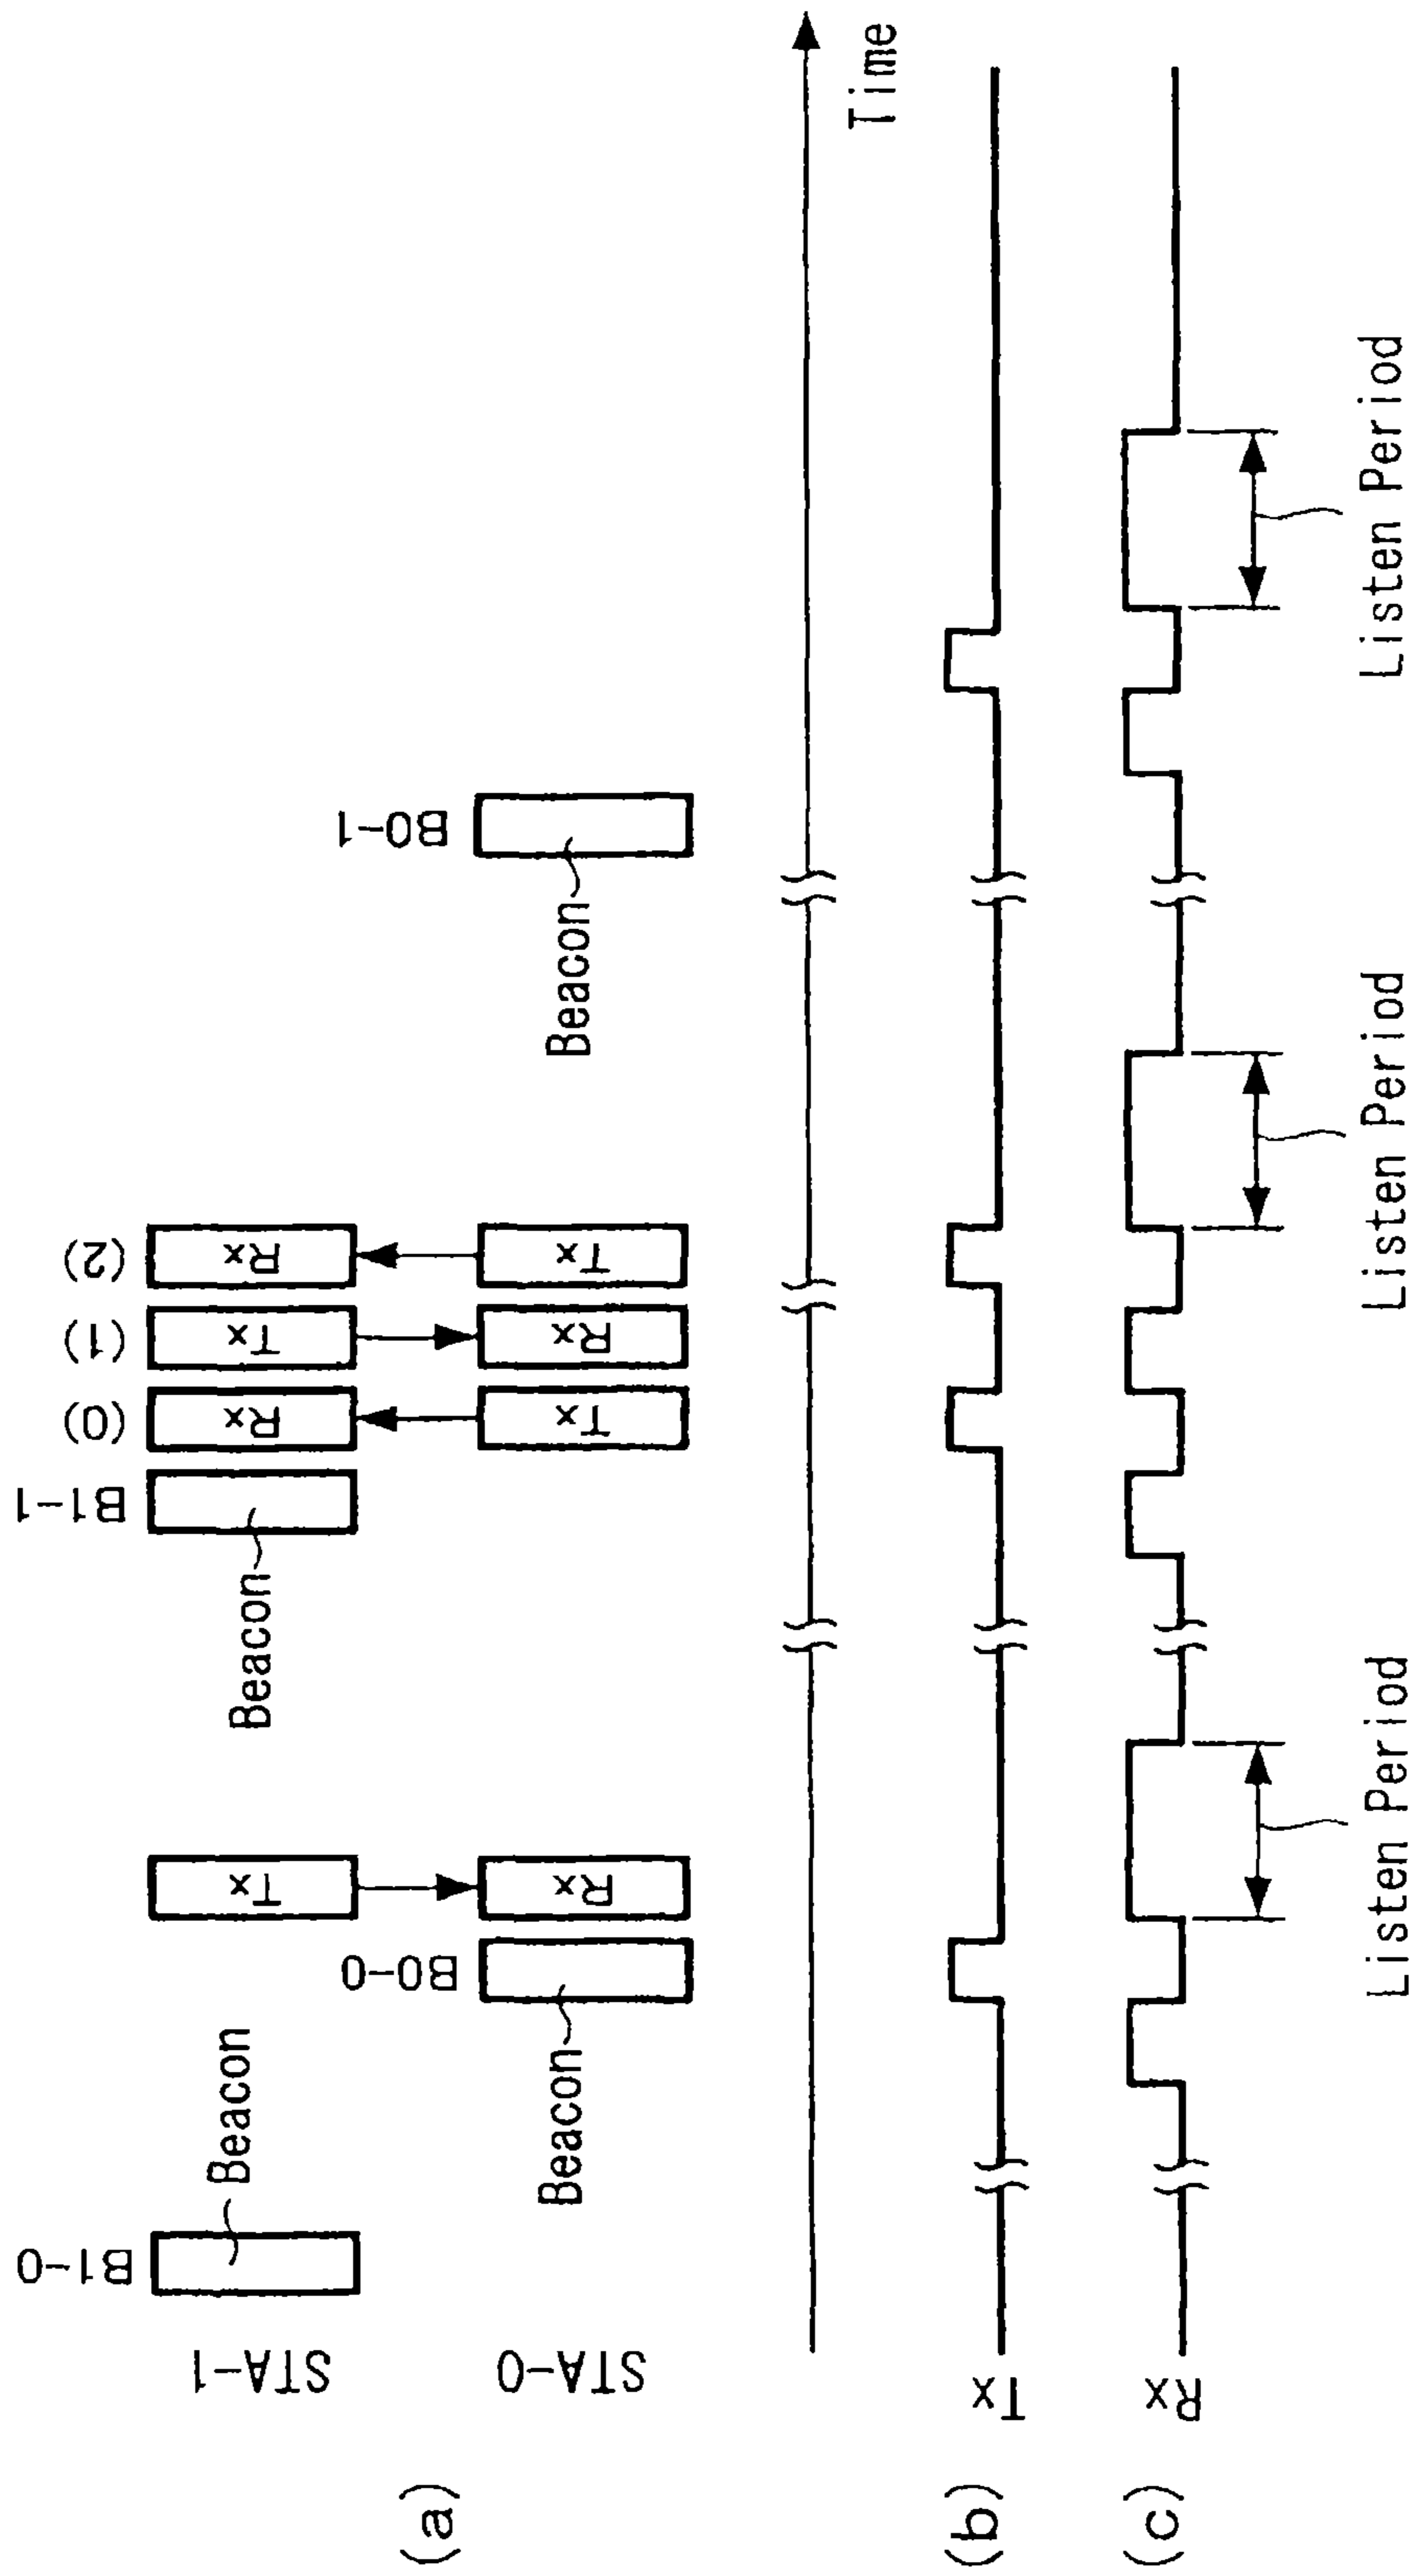 (a)
STA-1
B1-0
Beacon
Tx
Beacon
B1-1
(0)
Rx
(1)
Tx
(2)
Rx
STA-0
Beacon
B0-0
Rx
Tx
Rx
Tx
Beacon
B0-1
Time
(b)
Tx
(c)
Rx
Listen Period
Listen Period
Listen Period